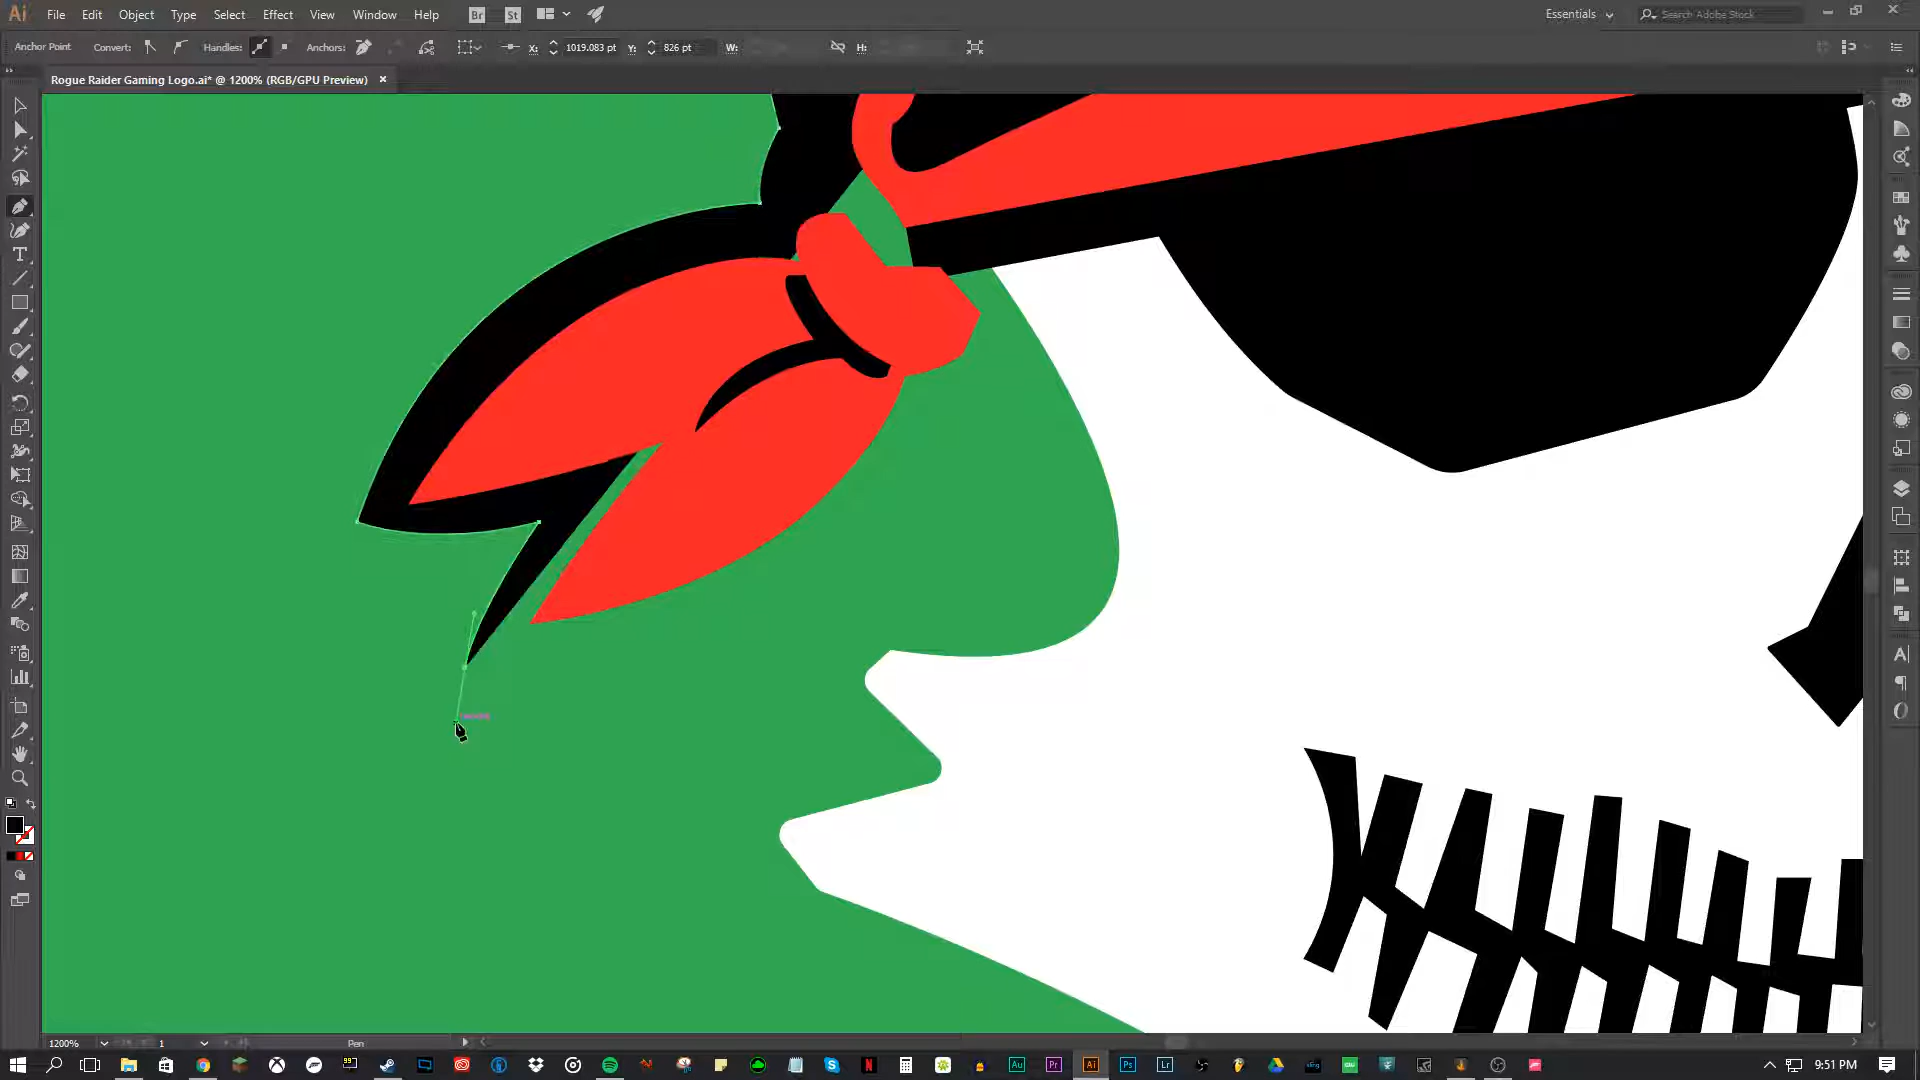 Ai File Edit Object Type Select Effect View Window Help Br St Essentials Search Adobe Stock
Anchor Point Convert: Handles: Anchors: X: 1019.083 pt Y: 826 pt W: H:
Rogue Raider Gaming Logo.ai* @ 1200% (RGB/GPU Preview) ×
1200% 1 Pen
9:51 PM